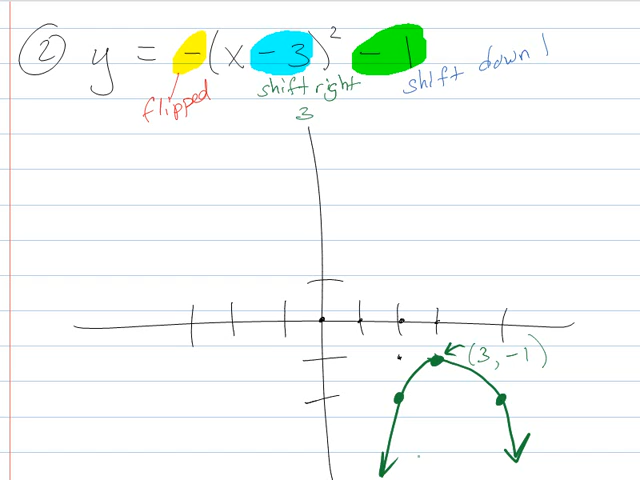 ② y = -(x - 3)² - 1
flipped
shift right
3
shift down 1
(3, -1)